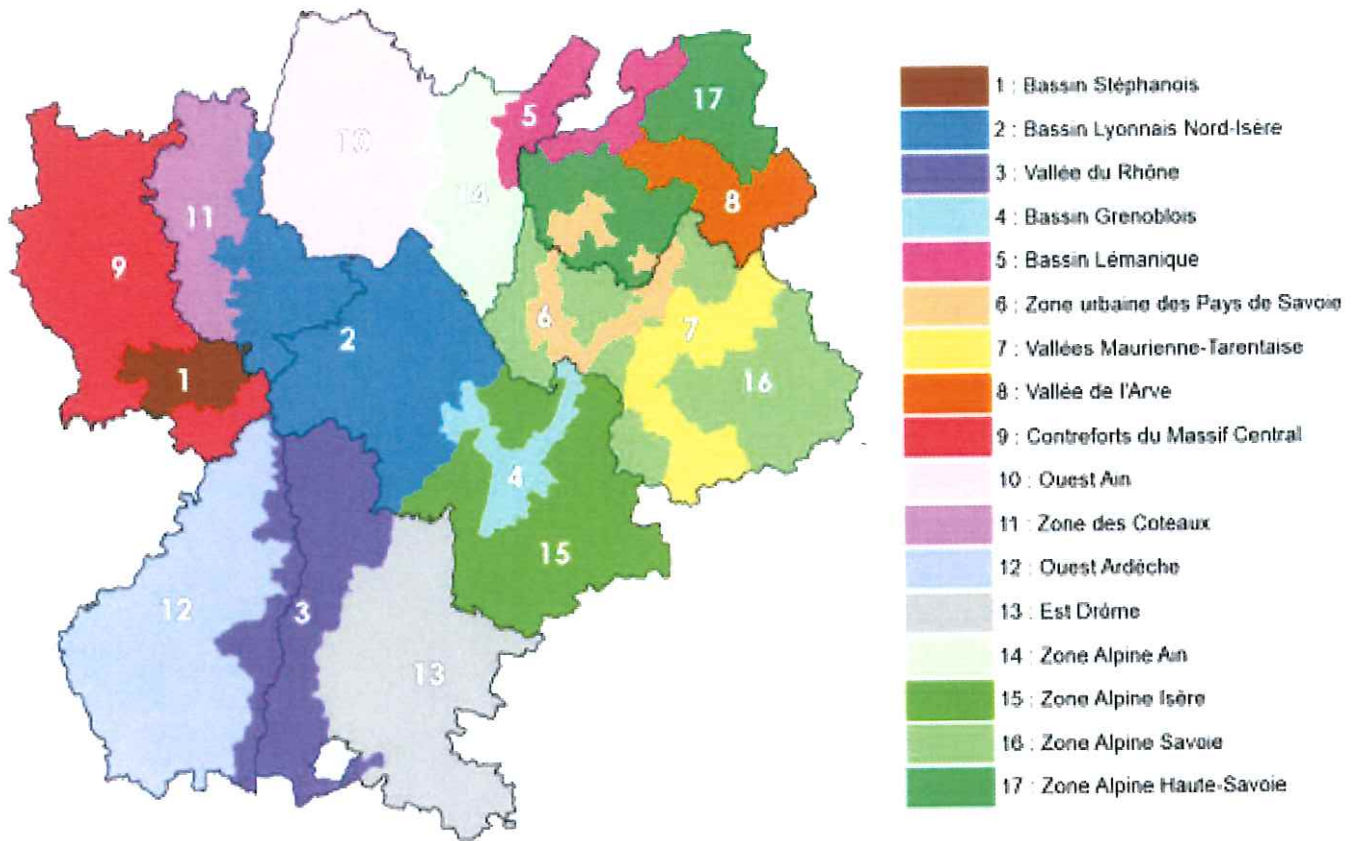 1 : Bassin Stéphanois
2 : Bassin Lyonnais Nord-Isère
3 : Vallée du Rhône
4 : Bassin Grenoblois
5 : Bassin Lémanique
6 : Zone urbaine des Pays de Savoie
7 : Vallées Maurienne-Tarentaise
8 : Vallée de l'Arve
9 : Contreforts du Massif Central
10 : Ouest Ain
11 : Zone des Coteaux
12 : Ouest Ardèche
13 : Est Drôme
14 : Zone Alpine Ain
15 : Zone Alpine Isère
16 : Zone Alpine Savoie
17 : Zone Alpine Haute-Savoie
5
17
10
14
11
8
9
6
7
2
1
16
4
15
12
3
13